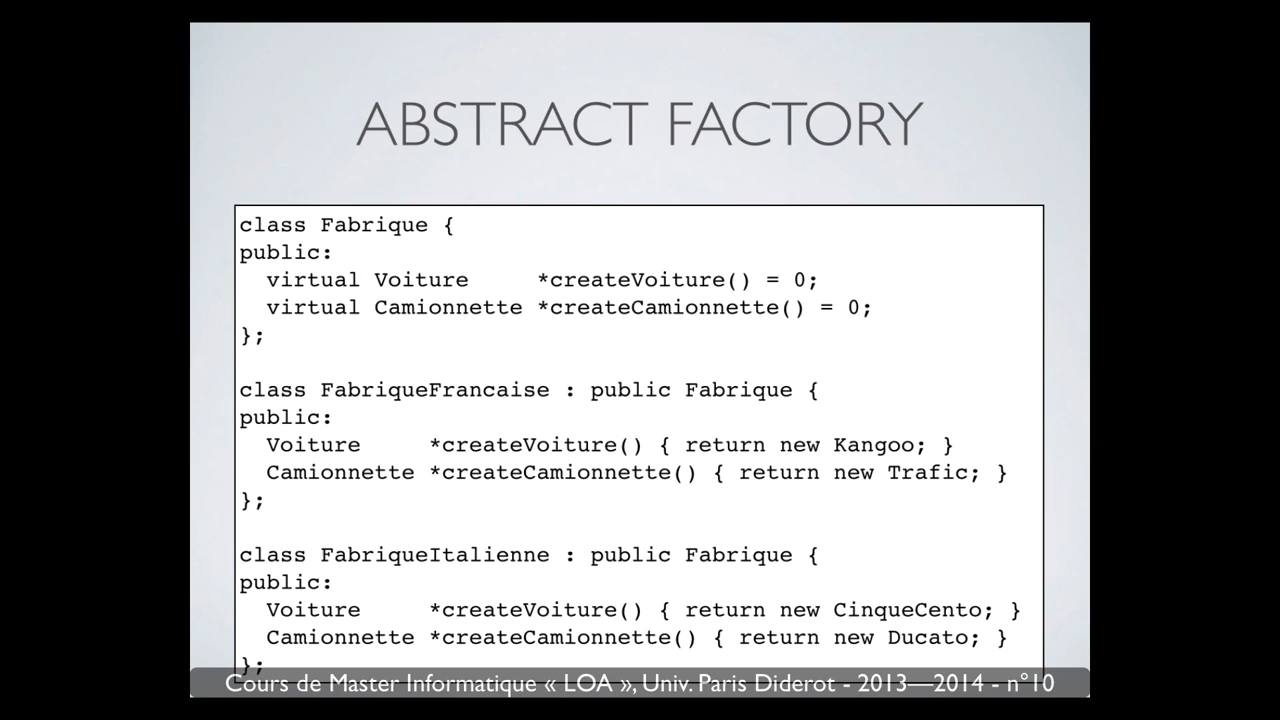 ABSTRACT FACTORY
class Fabrique {
public:
  virtual Voiture     *createVoiture() = 0;
  virtual Camionnette *createCamionnette() = 0;
};

class FabriqueFrancaise : public Fabrique {
public:
  Voiture     *createVoiture() { return new Kangoo; }
  Camionnette *createCamionnette() { return new Trafic; }
};

class FabriqueItalienne : public Fabrique {
public:
  Voiture     *createVoiture() { return new CinqueCento; }
  Camionnette *createCamionnette() { return new Ducato; }
};
Cours de Master Informatique « LOA », Univ. Paris Diderot - 2013—2014 - n°10